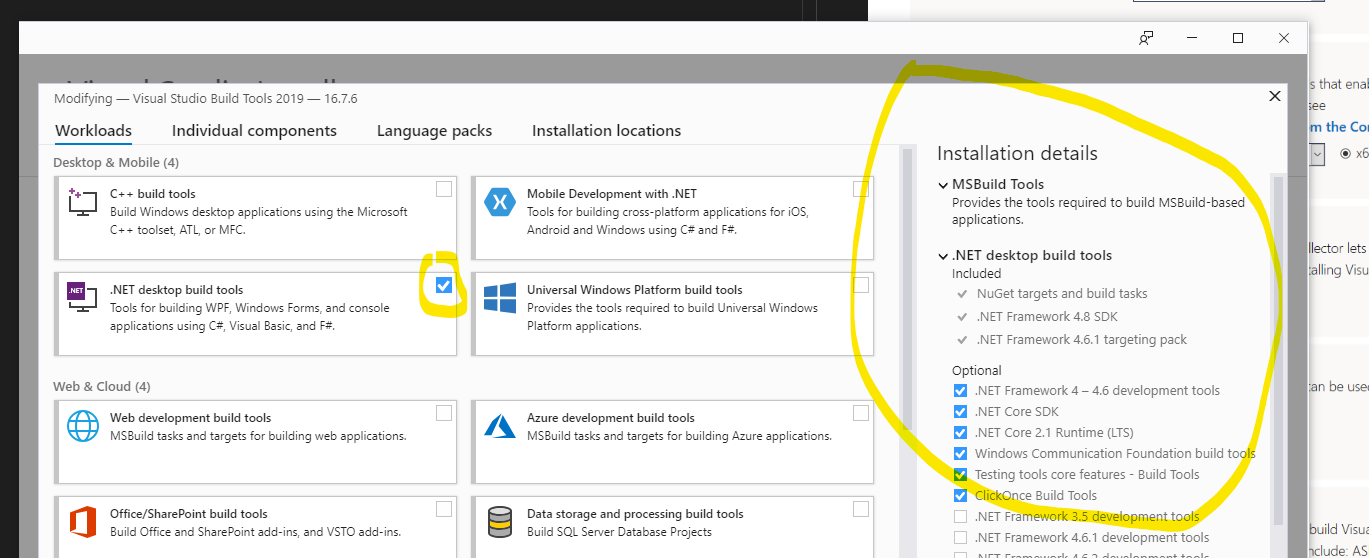 Modifying — Visual Studio Build Tools 2019 — 16.7.6
Workloads
Individual components
Language packs
Installation locations
Desktop & Mobile (4)
C++ build tools
Build Windows desktop applications using the Microsoft
C++ toolset, ATL, or MFC.
Mobile Development with .NET
Tools for building cross-platform applications for iOS,
Android and Windows using C# and F#.
.NET
.NET desktop build tools
Tools for building WPF, Windows Forms, and console
applications using C#, Visual Basic, and F#.
Universal Windows Platform build tools
Provides the tools required to build Universal Windows
Platform applications.
Web & Cloud (4)
Web development build tools
MSBuild tasks and targets for building web applications.
Azure development build tools
MSBuild tasks and targets for building Azure applications.
Office/SharePoint build tools
Build Office and SharePoint add-ins, and VSTO add-ins.
Data storage and processing build tools
Build SQL Server Database Projects
Installation details
MSBuild Tools
Provides the tools required to build MSBuild-based
applications.
.NET desktop build tools
Included
NuGet targets and build tasks
.NET Framework 4.8 SDK
.NET Framework 4.6.1 targeting pack
Optional
.NET Framework 4 – 4.6 development tools
.NET Core SDK
.NET Core 2.1 Runtime (LTS)
Windows Communication Foundation build tools
Testing tools core features - Build Tools
ClickOnce Build Tools
.NET Framework 3.5 development tools
.NET Framework 4.6.1 development tools
.NET Framework 4.6.2 development tools
s that enab
see
m the Co
x6
llector lets
talling Visu
can be used
build Visua
nclude: AS